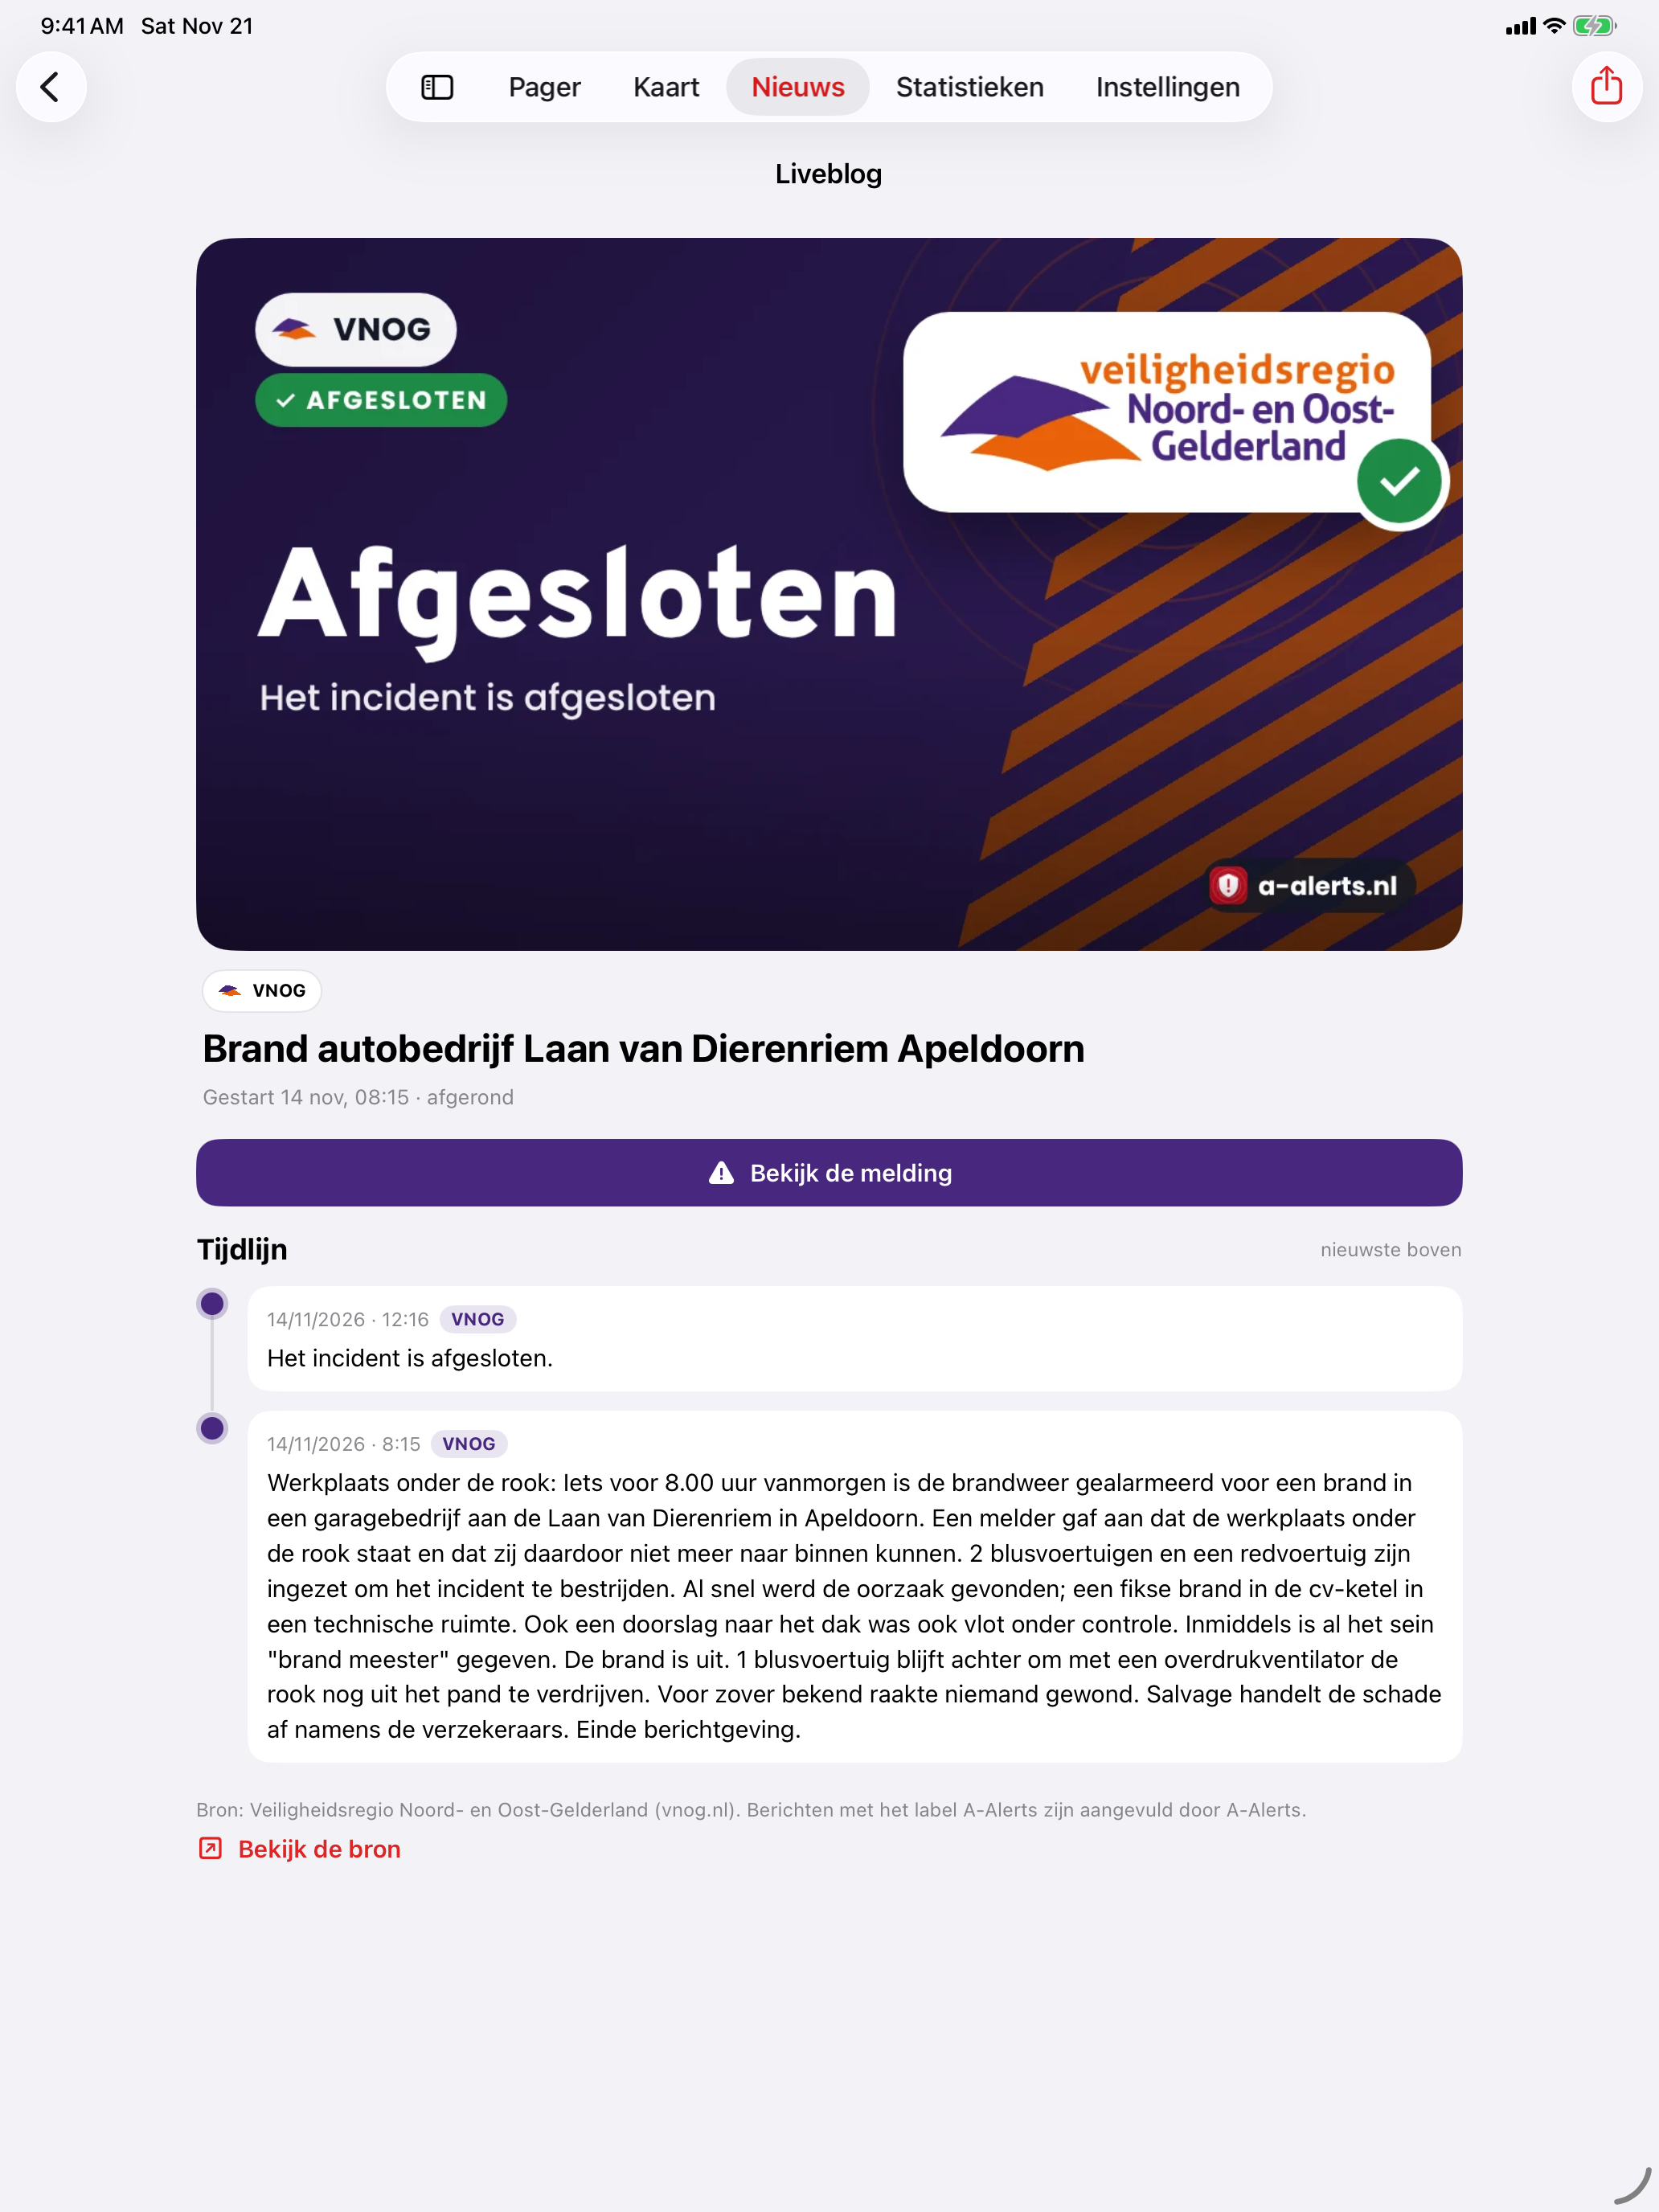 9:41 AM Sat Nov 21
Pager
Kaart
Nieuws
Statistieken
Instellingen
Liveblog
VNOG
AFGESLOTEN
veiligheidsregio
Noord- en Oost-
Gelderland
Afgesloten
Het incident is afgesloten
a-alerts.nl
VNOG
Brand autobedrijf Laan van Dierenriem Apeldoorn
Gestart 14 nov, 08:15 · afgerond
Bekijk de melding
Tijdlijn
nieuwste boven
14/11/2026 · 12:16 VNOG
Het incident is afgesloten.
14/11/2026 · 8:15 VNOG
Werkplaats onder de rook: Iets voor 8.00 uur vanmorgen is de brandweer gealarmeerd voor een brand in
een garagebedrijf aan de Laan van Dierenriem in Apeldoorn. Een melder gaf aan dat de werkplaats onder
de rook staat en dat zij daardoor niet meer naar binnen kunnen. 2 blusvoertuigen en een redvoertuig zijn
ingezet om het incident te bestrijden. Al snel werd de oorzaak gevonden; een fikse brand in de cv-ketel in
een technische ruimte. Ook een doorslag naar het dak was ook vlot onder controle. Inmiddels is al het sein
"brand meester" gegeven. De brand is uit. 1 blusvoertuig blijft achter om met een overdrukventilator de
rook nog uit het pand te verdrijven. Voor zover bekend raakte niemand gewond. Salvage handelt de schade
af namens de verzekeraars. Einde berichtgeving.
Bron: Veiligheidsregio Noord- en Oost-Gelderland (vnog.nl). Berichten met het label A-Alerts zijn aangevuld door A-Alerts.
Bekijk de bron